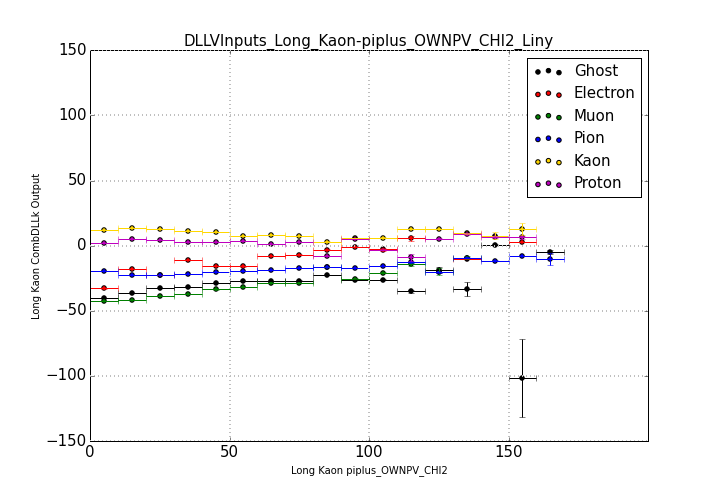 DLLVInputs_Long_Kaon-piplus_OWNPV_CHI2_Liny
150
100
50
0
−50
−100
−150
Long Kaon CombDLLk Output
Ghost
Electron
Muon
Pion
Kaon
Proton
0 50 100 150
Long Kaon piplus_OWNPV_CHI2